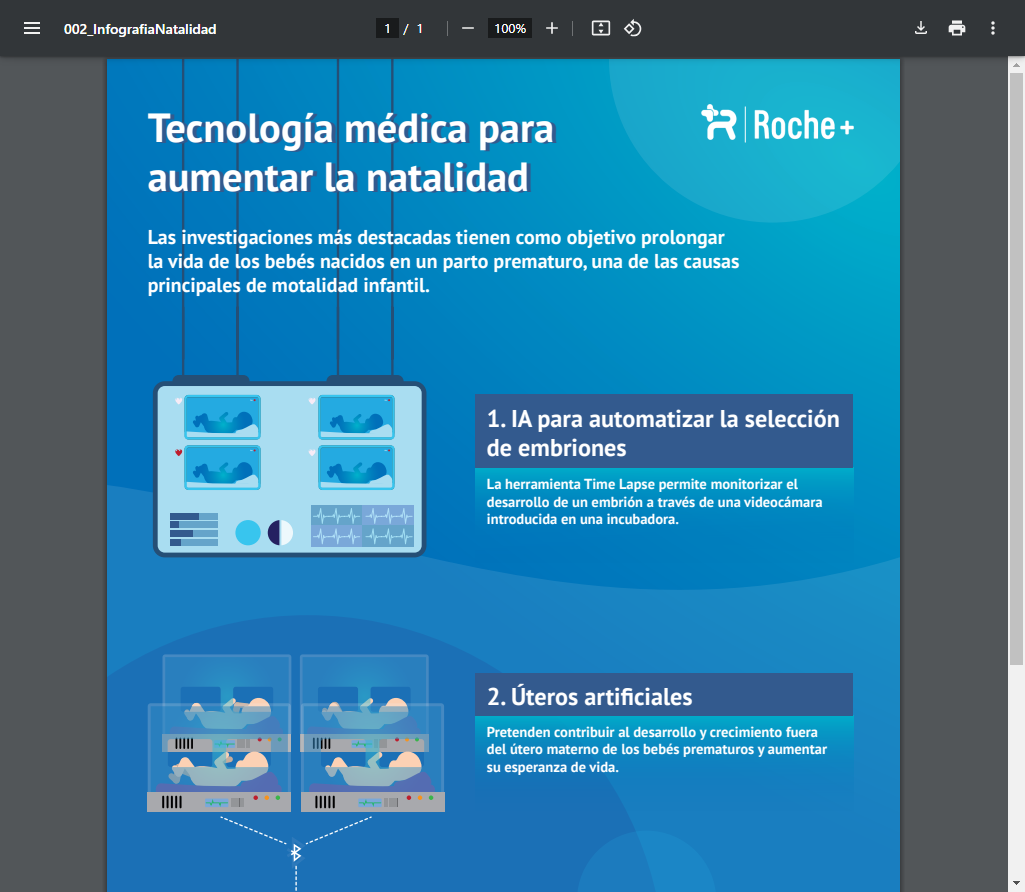 002_InfografiaNatalidad
1 / 1
100%
Tecnología médica para
aumentar la natalidad
Roche+
Las investigaciones más destacadas tienen como objetivo prolongar
la vida de los bebés nacidos en un parto prematuro, una de las causas
principales de motalidad infantil.
1. IA para automatizar la selección
de embriones
La herramienta Time Lapse permite monitorizar el
desarrollo de un embrión a través de una videocámara
introducida en una incubadora.
2. Úteros artificiales
Pretenden contribuir al desarrollo y crecimiento fuera
del útero materno de los bebés prematuros y aumentar
su esperanza de vida.